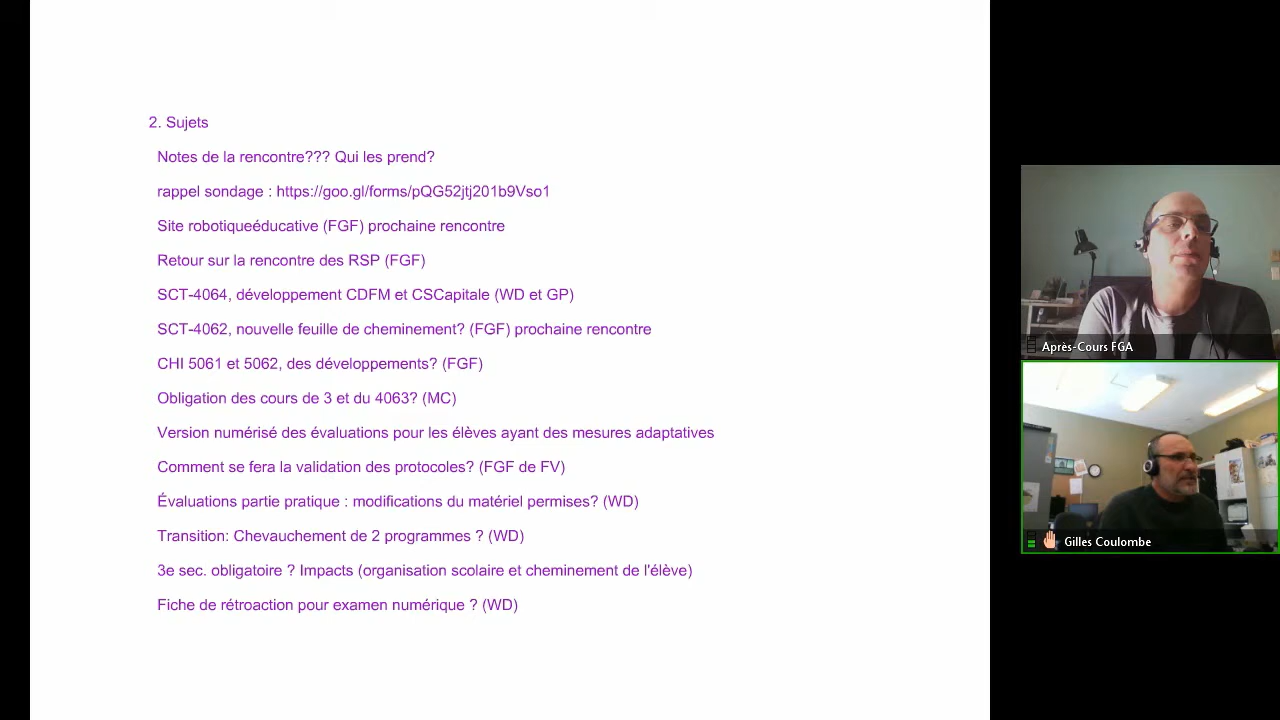 2. Sujets
Notes de la rencontre??? Qui les prend?
rappel sondage : https://goo.gl/forms/pQG52jtj201b9Vso1
Site robotiqueéducative (FGF) prochaine rencontre
Retour sur la rencontre des RSP (FGF)
SCT-4064, développement CDFM et CSCapitale (WD et GP)
SCT-4062, nouvelle feuille de cheminement? (FGF) prochaine rencontre
CHI 5061 et 5062, des développements? (FGF)
Obligation des cours de 3 et du 4063? (MC)
Version numérisé des évaluations pour les élèves ayant des mesures adaptatives
Comment se fera la validation des protocoles? (FGF de FV)
Évaluations partie pratique : modifications du matériel permises? (WD)
Transition: Chevauchement de 2 programmes ? (WD)
3e sec. obligatoire ? Impacts (organisation scolaire et cheminement de l'élève)
Fiche de rétroaction pour examen numérique ? (WD)
Après-Cours FGA
Gilles Coulombe